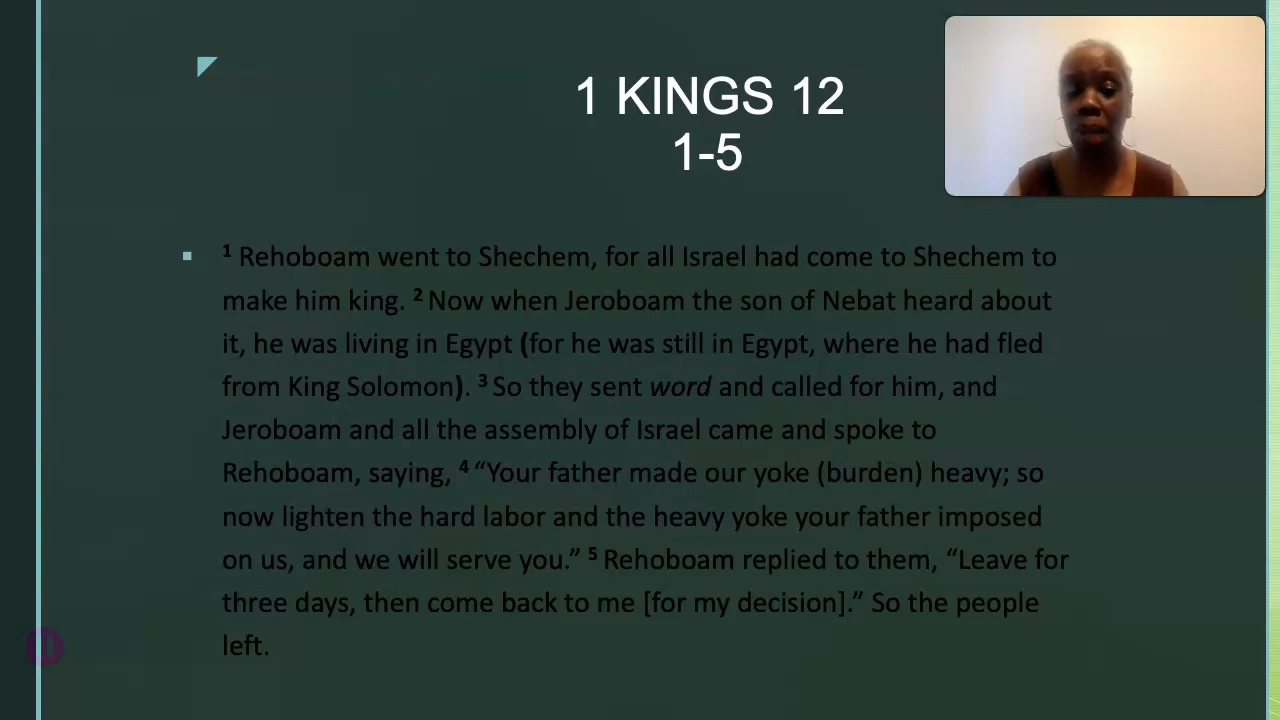 1 KINGS 12
1-5
1 Rehoboam went to Shechem, for all Israel had come to Shechem to
make him king. 2 Now when Jeroboam the son of Nebat heard about
it, he was living in Egypt (for he was still in Egypt, where he had fled
from King Solomon). 3 So they sent word and called for him, and
Jeroboam and all the assembly of Israel came and spoke to
Rehoboam, saying, 4 “Your father made our yoke (burden) heavy; so
now lighten the hard labor and the heavy yoke your father imposed
on us, and we will serve you.” 5 Rehoboam replied to them, “Leave for
three days, then come back to me [for my decision].” So the people
left.